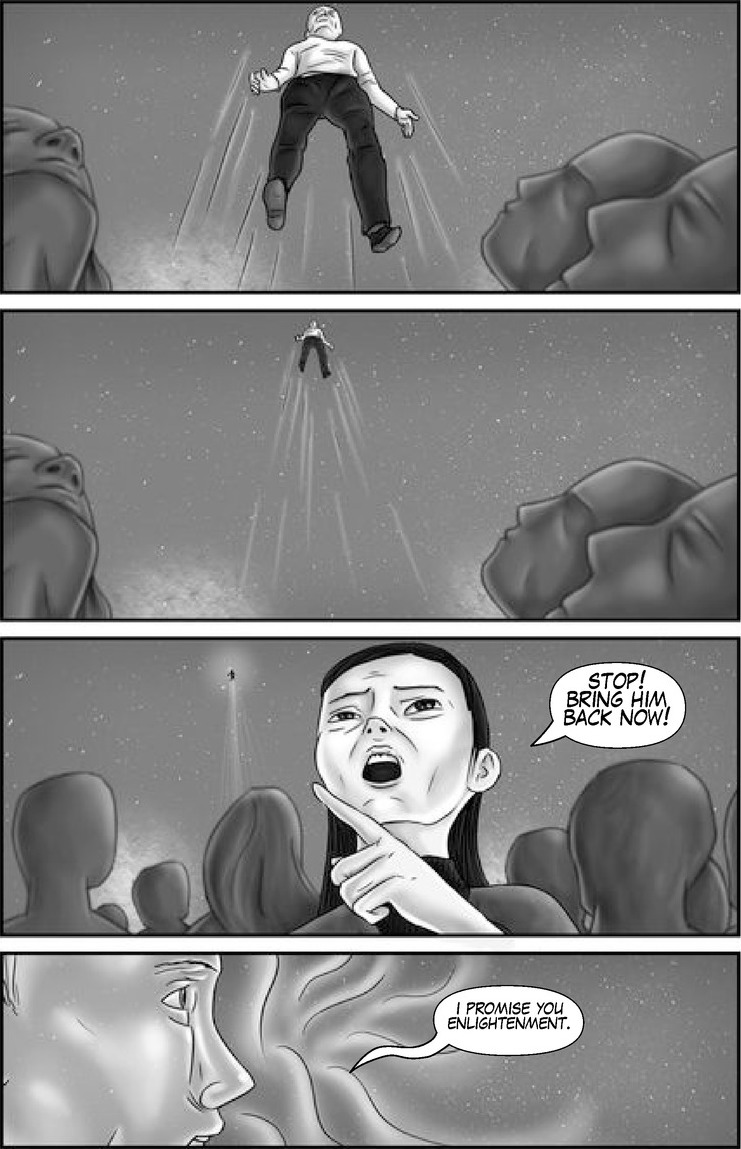 STOP!
BRING HIM
BACK NOW!
I PROMISE YOU
ENLIGHTENMENT.